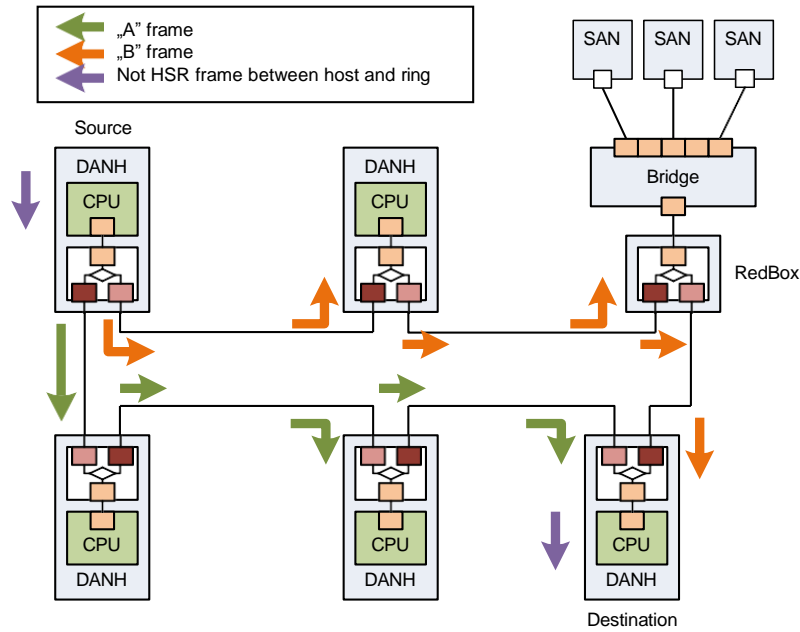 „A” frame
„B” frame
Not HSR frame between host and ring
SAN
SAN
SAN
Source
DANH
CPU
DANH
CPU
Bridge
RedBox
CPU
DANH
CPU
DANH
CPU
DANH
Destination